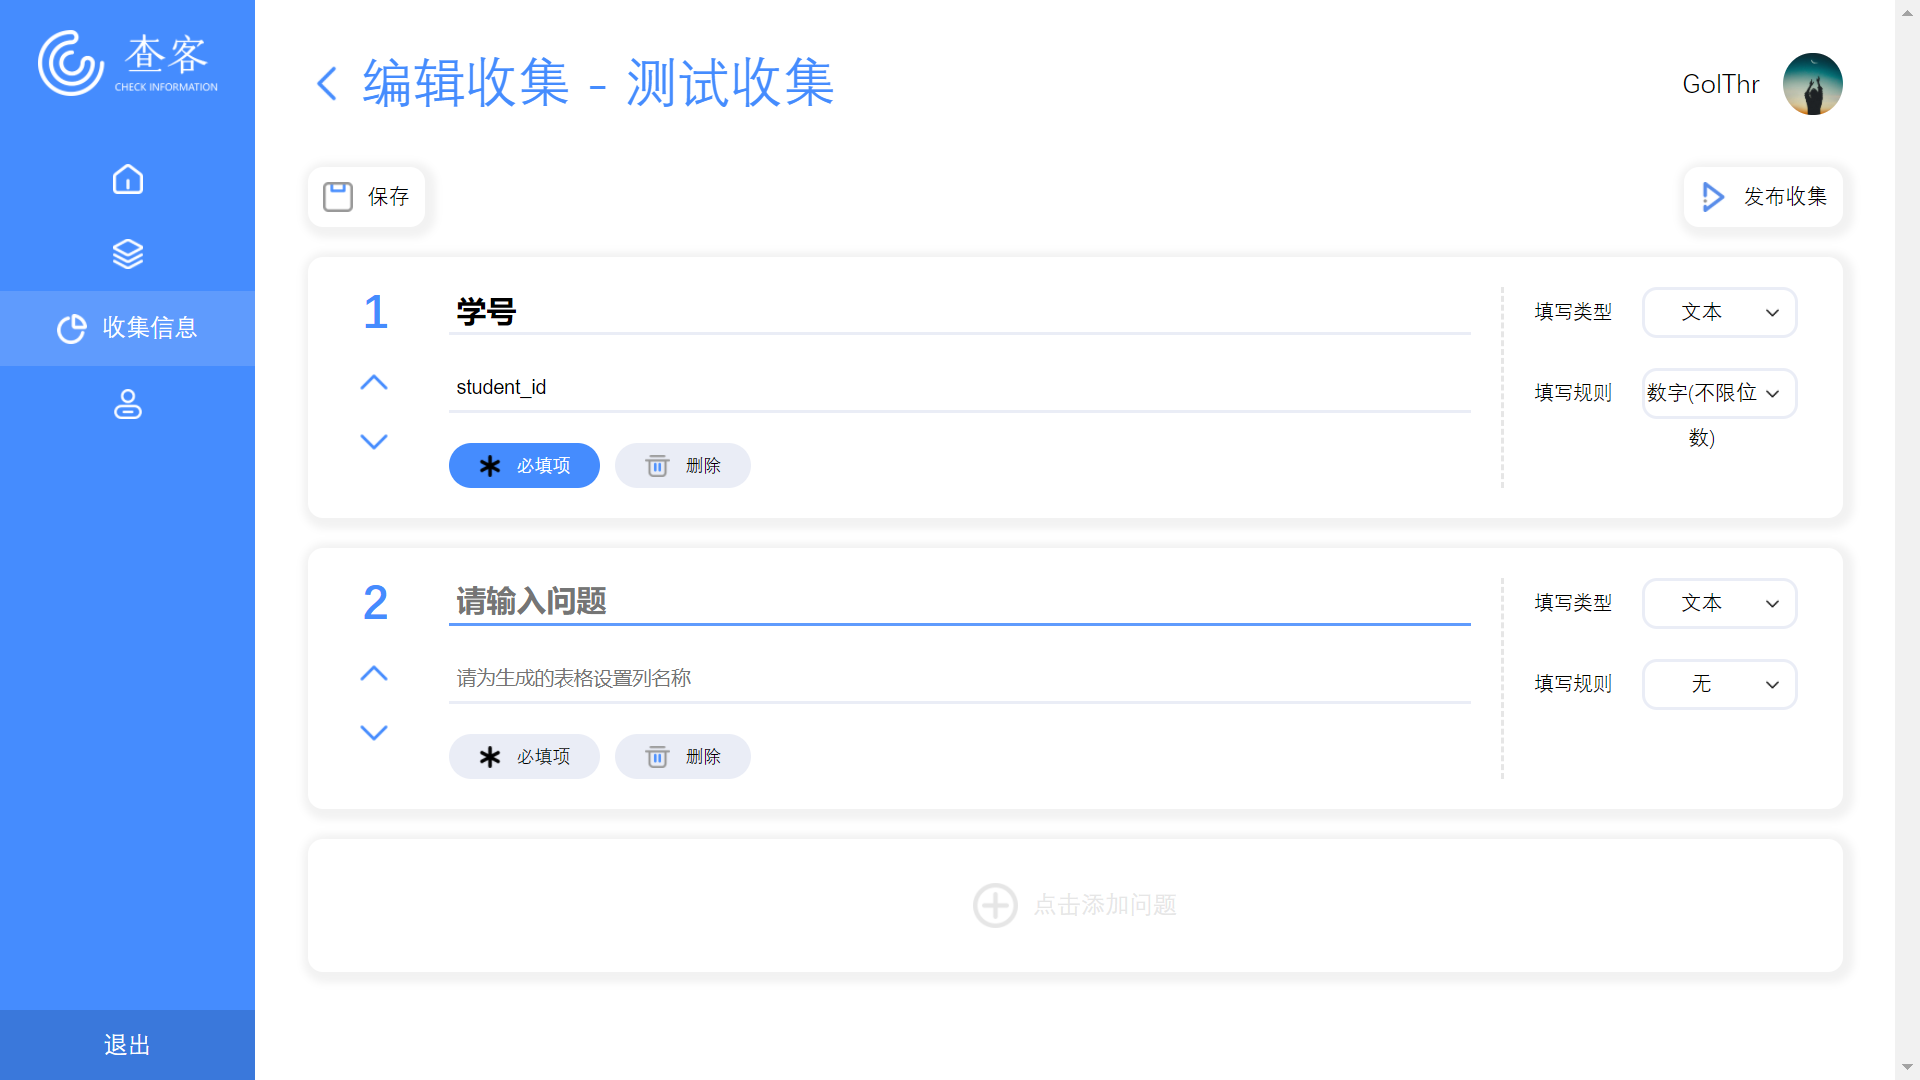 查客
CHECK INFORMATION
收集信息
退出
编辑收集 - 测试收集
GolThr
保存
发布收集
1
学号
student_id
必填项
删除
填写类型
文本
填写规则
数字(不限位
数)
2
请输入问题
请为生成的表格设置列名称
必填项
删除
填写类型
文本
填写规则
无
点击添加问题